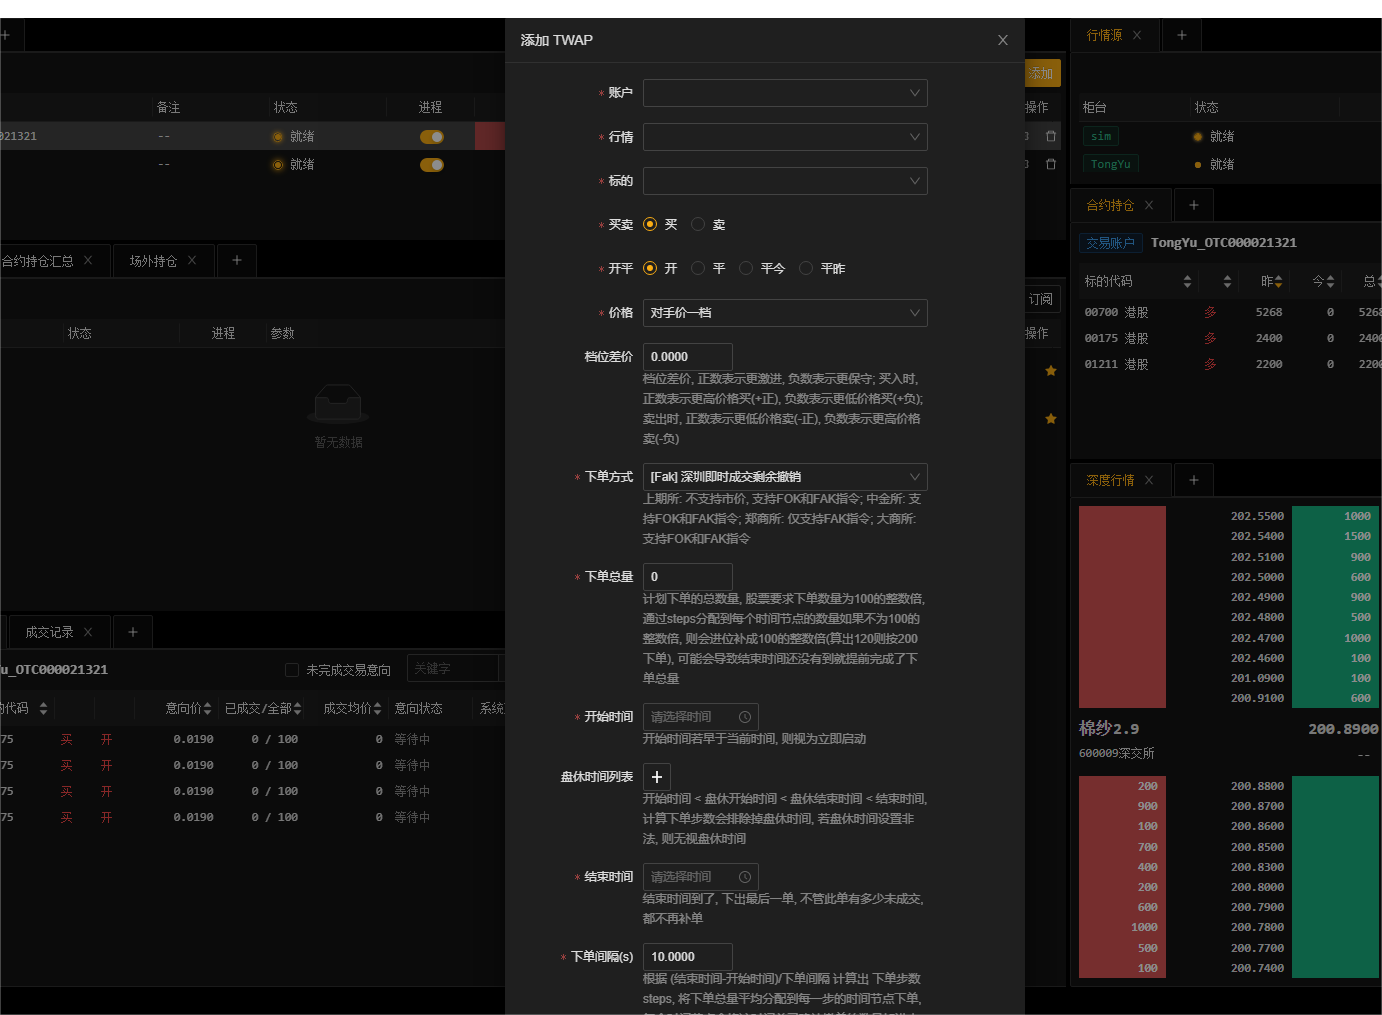 添加 TWAP
行情源
添加
备注 状态 进程
操作
柜台 状态
021321 -- 就绪
sim 就绪
-- 就绪
TongYu 就绪
* 账户
* 行情
* 标的
* 买卖 买 卖
* 开平 开 平 平今 平昨
* 价格 对手价一档
档位差价 0.0000
档位差价, 正数表示更激进, 负数表示更保守; 买入时,
正数表示更高价格买(+正), 负数表示更低价格买(+负);
卖出时, 正数表示更低价格卖(-正), 负数表示更高价格
卖(-负)
* 下单方式 [Fak] 深圳即时成交剩余撤销
上期所: 不支持市价, 支持FOK和FAK指令; 中金所: 支
持FOK和FAK指令; 郑商所: 仅支持FAK指令; 大商所:
支持FOK和FAK指令
* 下单总量 0
计划下单的总数量, 股票要求下单数量为100的整数倍,
通过steps分配到每个时间节点的数量如果不为100的
整数倍, 则会进位补成100的整数倍(算出120则按200
下单), 可能会导致结束时间还没有到就提前完成了下
单总量
* 开始时间 请选择时间
开始时间若早于当前时间, 则视为立即启动
盘休时间列表 +
开始时间 < 盘休开始时间 < 盘休结束时间 < 结束时间,
计算下单步数会排除掉盘休时间, 若盘休时间设置非
法, 则无视盘休时间
* 结束时间 请选择时间
结束时间到了, 下出最后一单, 不管此单有多少未成交,
都不再补单
* 下单间隔(s) 10.0000
根据 (结束时间-开始时间)/下单间隔 计算出 下单步数
steps, 将下单总量平均分配到每一步的时间节点下单,
合约持仓汇总 场外持仓
订阅
状态 进程 参数
操作
暂无数据
成交记录
u_OTC000021321 未完成交易意向 关键字
代码 意向价 已成交/全部 成交均价 意向状态 系统
75 买 开 0.0190 0 / 100 0 等待中
75 买 开 0.0190 0 / 100 0 等待中
75 买 开 0.0190 0 / 100 0 等待中
75 买 开 0.0190 0 / 100 0 等待中
合约持仓
交易账户 TongYu_OTC000021321
标的代码 昨 今 总
00700 港股 多 5268 0 5268
00175 港股 多 2400 0 2400
01211 港股 多 2200 0 2200
深度行情
202.5500 1000
202.5400 1500
202.5100 900
202.5000 600
202.4900 900
202.4800 500
202.4700 1000
202.4600 100
201.0900 100
200.9100 600
棉纱2.9 200.8900
600009深交所 --
200 200.8800
900 200.8700
100 200.8600
700 200.8500
400 200.8300
200 200.8000
600 200.7900
1000 200.7800
500 200.7700
100 200.7400